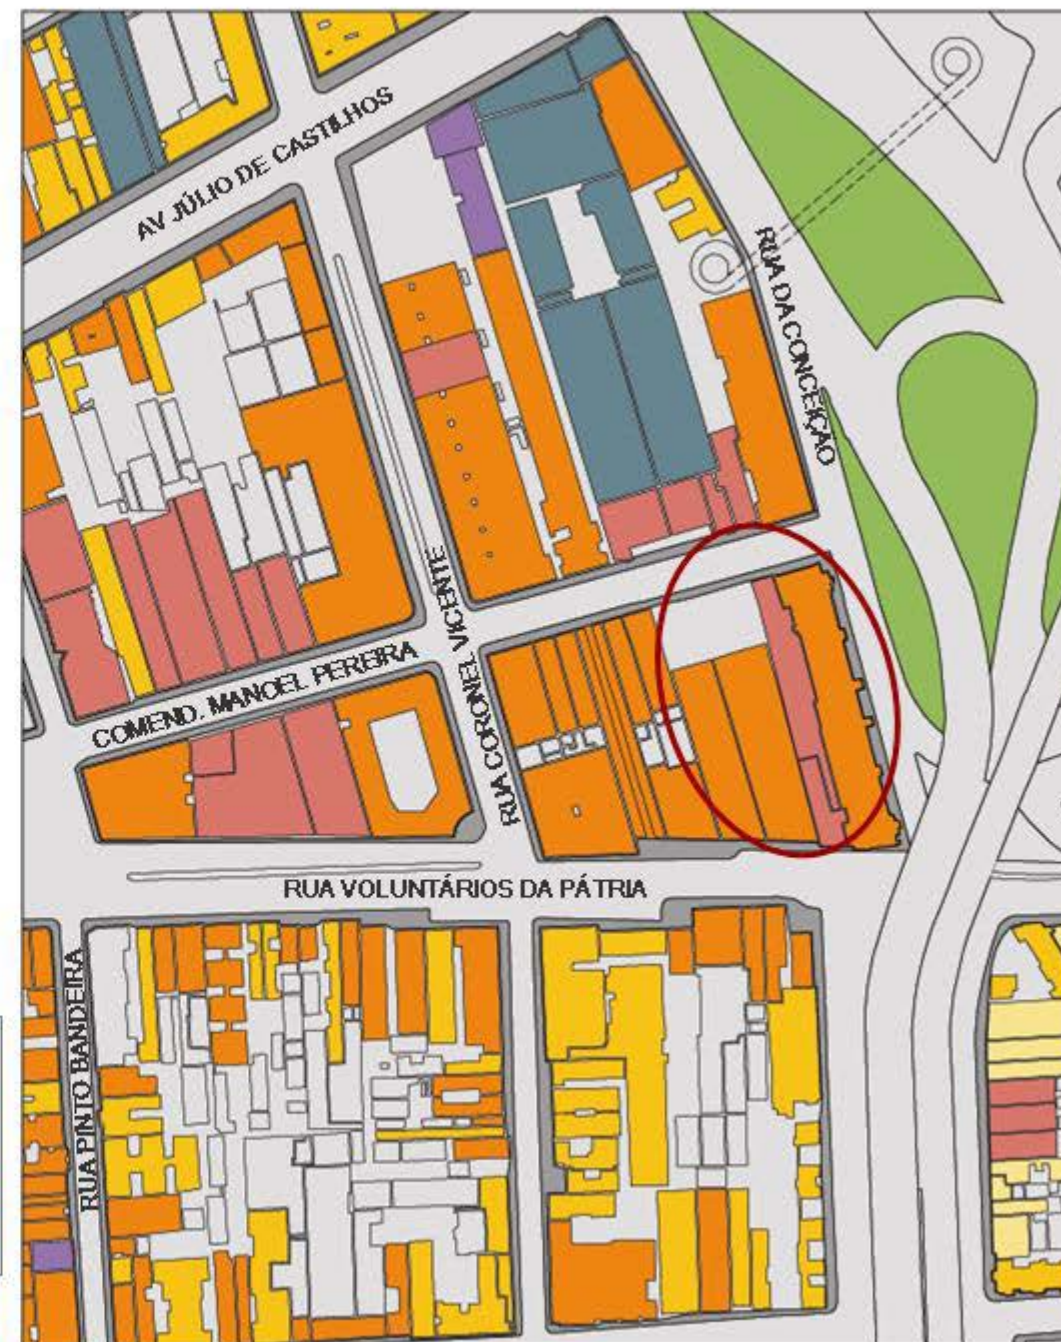 AV JÚLIO DE CASTILHOS
RUA DA CONCEIÇÃO
RUA CORONEL VICENTE
COMEND. MANOEL PEREIRA
RUA VOLUNTÁRIOS DA PÁTRIA
RUA PINTO BANDEIRA